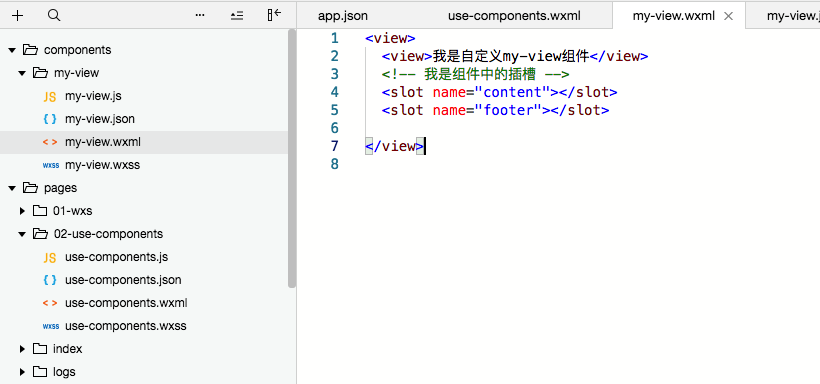 app.json use-components.wxml my-view.wxml my-view.j
components
my-view
JS my-view.js
{ } my-view.json
< > my-view.wxml
wxss my-view.wxss
pages
01-wxs
02-use-components
JS use-components.js
{ } use-components.json
< > use-components.wxml
wxss use-components.wxss
index
logs
1 <view>
2 <view>我是自定义my-view组件</view>
3 <!-- 我是组件中的插槽 -->
4 <slot name="content"></slot>
5 <slot name="footer"></slot>
6
7 </view>
8